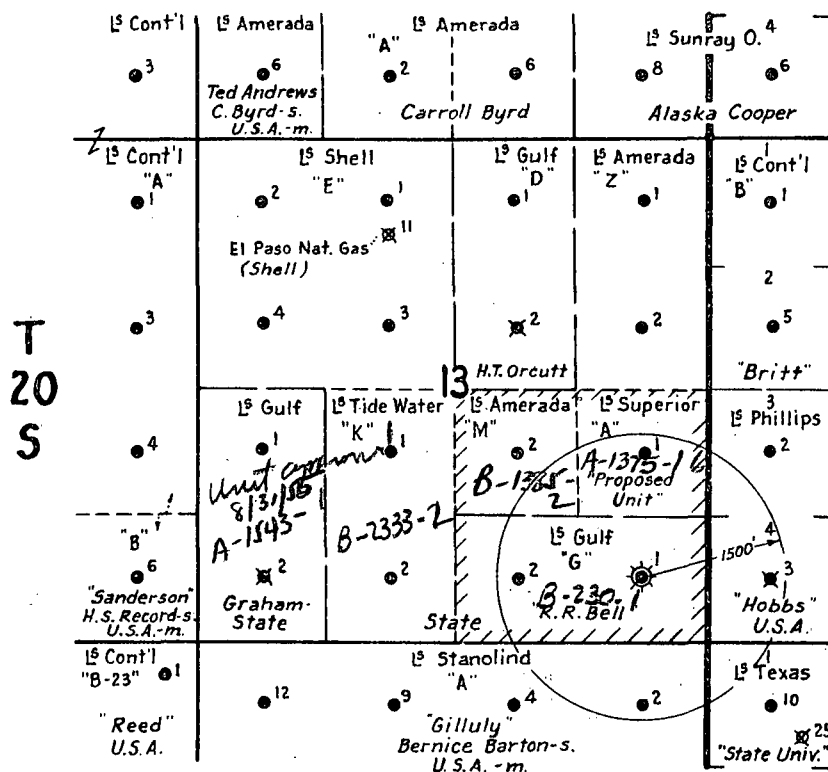 Lˢ Cont'l
Lˢ Amerada
"A"
Lˢ Amerada
4
Lˢ Sunray O.
3
6
2
6
8
6
Ted Andrews
C. Byrd-s.
U.S.A.-m.
Carroll Byrd
Alaska Cooper
Lˢ Cont'l
"A"
Lˢ Shell
"E"
Lˢ Gulf
"D"
Lˢ Amerada
"Z"
1
Lˢ Cont'l
"B"
1
2
1
1
1
1
11
El Paso Nat. Gas
(Shell)
2
3
4
3
2
2
5
H.T. Orcutt
"Britt"
T
20
S
13
Lˢ Gulf
Lˢ Tide Water
"K"
Lˢ Amerada
"M"
Lˢ Superior
"A"
3
Lˢ Phillips
4
1
1
2
1
2
Unit
8/31/55
A-1543-1
B-2333-2
B-1365-2
A-1375-1
"Proposed
Unit"
"B"
Lˢ Gulf
"G"
4
1500'
6
2
2
2
1
3
1
B-230-1
"R.R. Bell"
"Sanderson"
H.S. Record-s.
U.S.A.-m.
Graham-
State
State
"Hobbs"
U.S.A.
Lˢ Cont'l
"B-23"
1
Lˢ Stanolind
"A"
1
Lˢ Texas
12
9
4
2
10
"Reed"
U.S.A.
"Gilluly"
Bernice Barton-s.
U.S.A.-m.
25
"State Univ."